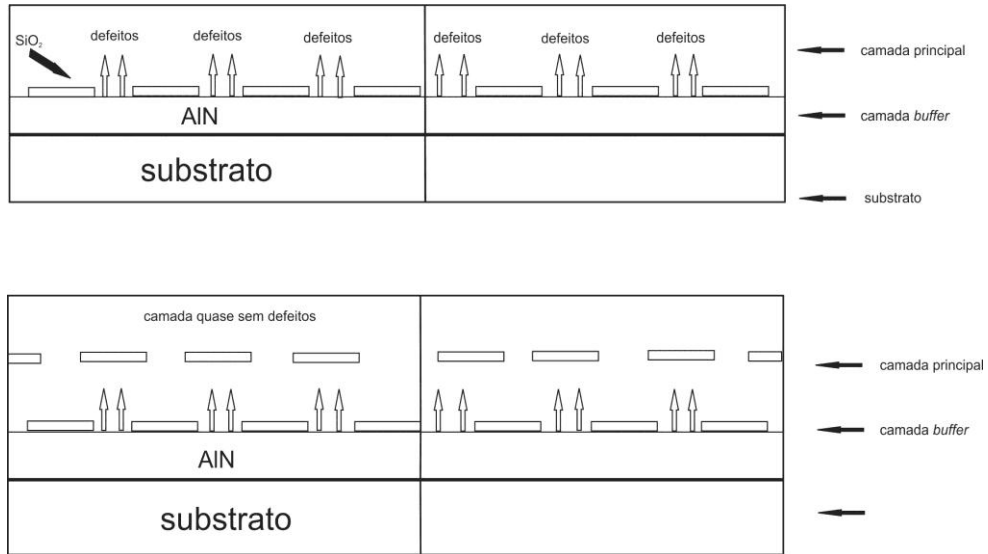 SiO₂
defeitos defeitos defeitos defeitos defeitos defeitos
camada principal
AlN
camada buffer
substrato
substrato
camada quase sem defeitos
camada principal
camada buffer
AlN
substrato